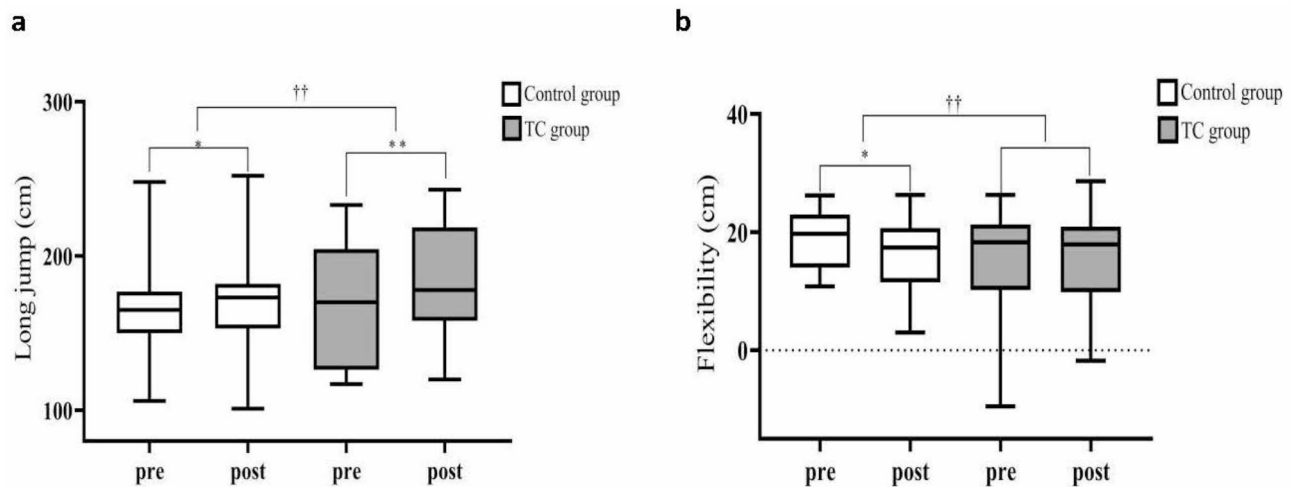 a
Long jump (cm)
300
200
100
††
*
**
Control group
TC group
pre
post
pre
post
b
Flexibility (cm)
40
20
0
††
*
Control group
TC group
pre
post
pre
post